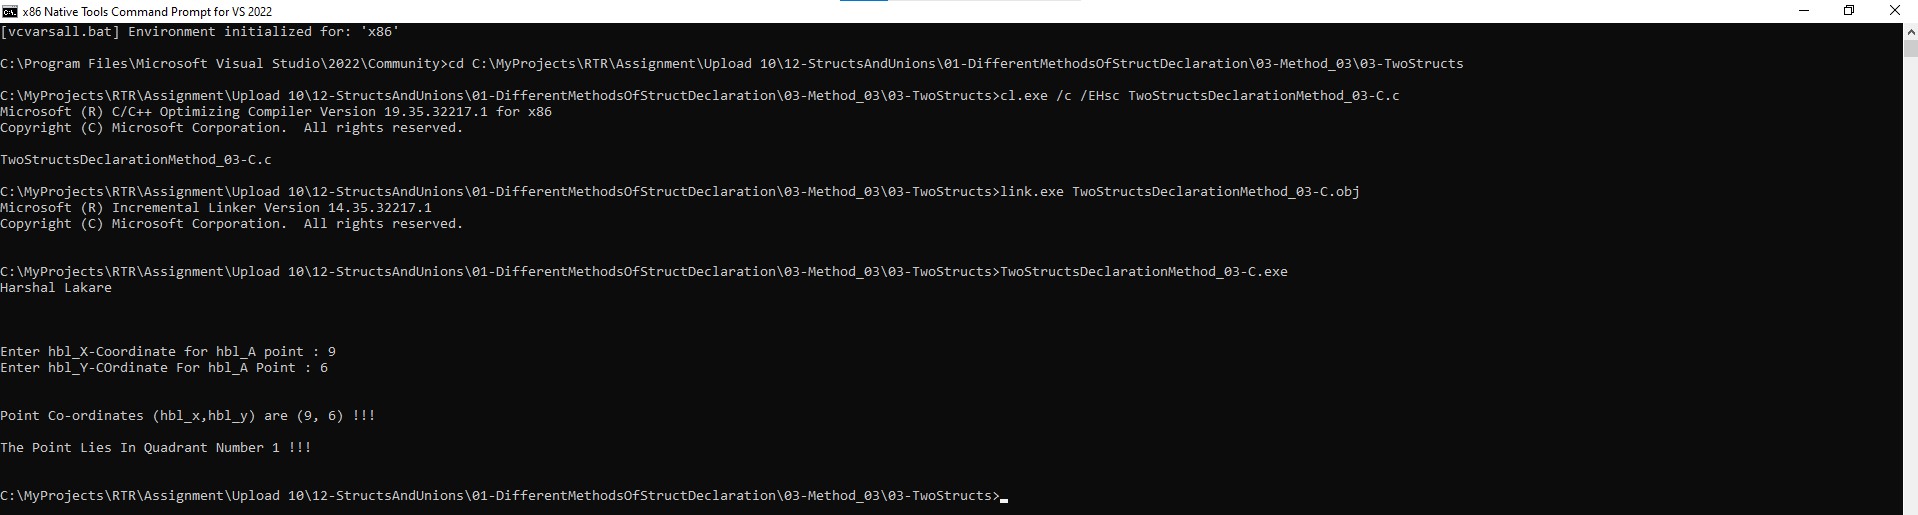 x86 Native Tools Command Prompt for VS 2022
[vcvarsall.bat] Environment initialized for: 'x86'
C:\Program Files\Microsoft Visual Studio\2022\Community>cd C:\MyProjects\RTR\Assignment\Upload 10\12-StructsAndUnions\01-DifferentMethodsOfStructDeclaration\03-Method_03\03-TwoStructs
C:\MyProjects\RTR\Assignment\Upload 10\12-StructsAndUnions\01-DifferentMethodsOfStructDeclaration\03-Method_03\03-TwoStructs>cl.exe /c /EHsc TwoStructsDeclarationMethod_03-C.c
Microsoft (R) C/C++ Optimizing Compiler Version 19.35.32217.1 for x86
Copyright (C) Microsoft Corporation.  All rights reserved.
TwoStructsDeclarationMethod_03-C.c
C:\MyProjects\RTR\Assignment\Upload 10\12-StructsAndUnions\01-DifferentMethodsOfStructDeclaration\03-Method_03\03-TwoStructs>link.exe TwoStructsDeclarationMethod_03-C.obj
Microsoft (R) Incremental Linker Version 14.35.32217.1
Copyright (C) Microsoft Corporation.  All rights reserved.
C:\MyProjects\RTR\Assignment\Upload 10\12-StructsAndUnions\01-DifferentMethodsOfStructDeclaration\03-Method_03\03-TwoStructs>TwoStructsDeclarationMethod_03-C.exe
Harshal Lakare
Enter hbl_X-Coordinate for hbl_A point : 9
Enter hbl_Y-COrdinate For hbl_A Point : 6
Point Co-ordinates (hbl_x,hbl_y) are (9, 6) !!!
The Point Lies In Quadrant Number 1 !!!
C:\MyProjects\RTR\Assignment\Upload 10\12-StructsAndUnions\01-DifferentMethodsOfStructDeclaration\03-Method_03\03-TwoStructs>